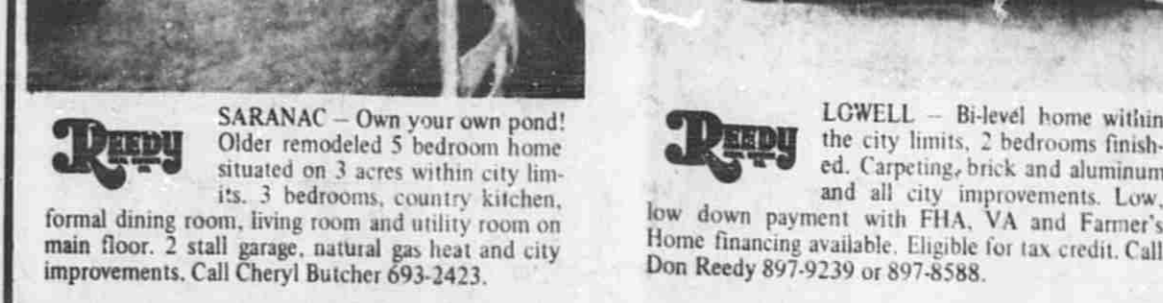 REEDY
SARANAC – Own your own pond!
Older remodeled 5 bedroom home
situated on 3 acres within city lim-
its. 3 bedrooms, country kitchen,
formal dining room, living room and utility room on
main floor. 2 stall garage, natural gas heat and city
improvements. Call Cheryl Butcher 693-2423.
REEDY
LOWELL – Bi-level home within
the city limits, 2 bedrooms finish-
ed. Carpeting, brick and aluminum
and all city improvements. Low,
low down payment with FHA, VA and Farmer's
Home financing available. Eligible for tax credit. Call
Don Reedy 897-9239 or 897-8588.